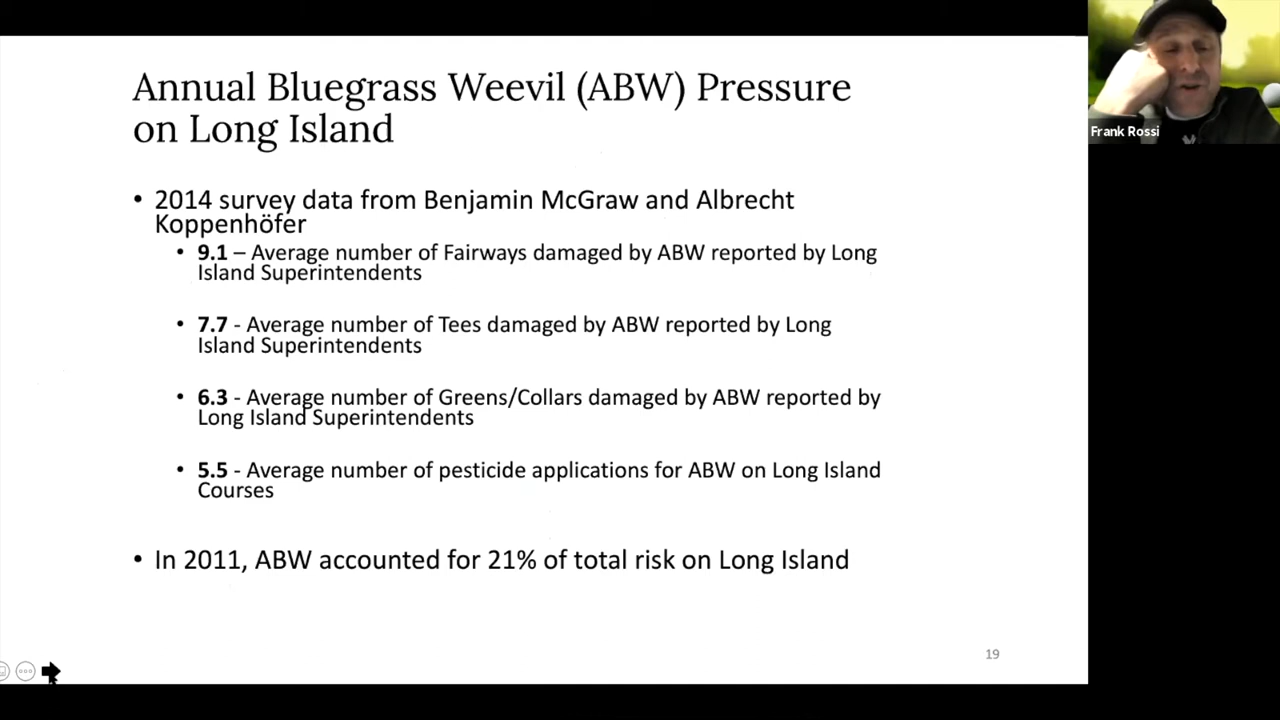 Annual Bluegrass Weevil (ABW) Pressure
on Long Island
• 2014 survey data from Benjamin McGraw and Albrecht
Koppenhöfer
• 9.1 – Average number of Fairways damaged by ABW reported by Long
Island Superintendents
• 7.7 - Average number of Tees damaged by ABW reported by Long
Island Superintendents
• 6.3 - Average number of Greens/Collars damaged by ABW reported by
Long Island Superintendents
• 5.5 - Average number of pesticide applications for ABW on Long Island
Courses
• In 2011, ABW accounted for 21% of total risk on Long Island
19
Frank Rossi